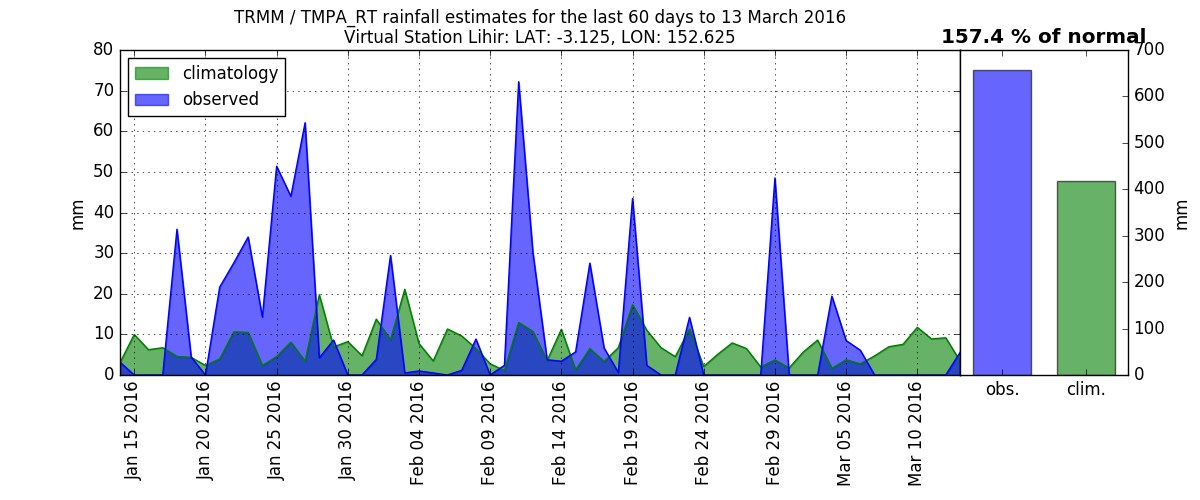 TRMM / TMPA_RT rainfall estimates for the last 60 days to 13 March 2016
Virtual Station Lihir: LAT: -3.125, LON: 152.625
157.4 % of normal
climatology
observed
mm
80
70
60
50
40
30
20
10
0
Jan 15 2016
Jan 20 2016
Jan 25 2016
Jan 30 2016
Feb 04 2016
Feb 09 2016
Feb 14 2016
Feb 19 2016
Feb 24 2016
Feb 29 2016
Mar 05 2016
Mar 10 2016
700
600
500
400
300
200
100
0
mm
obs.
clim.